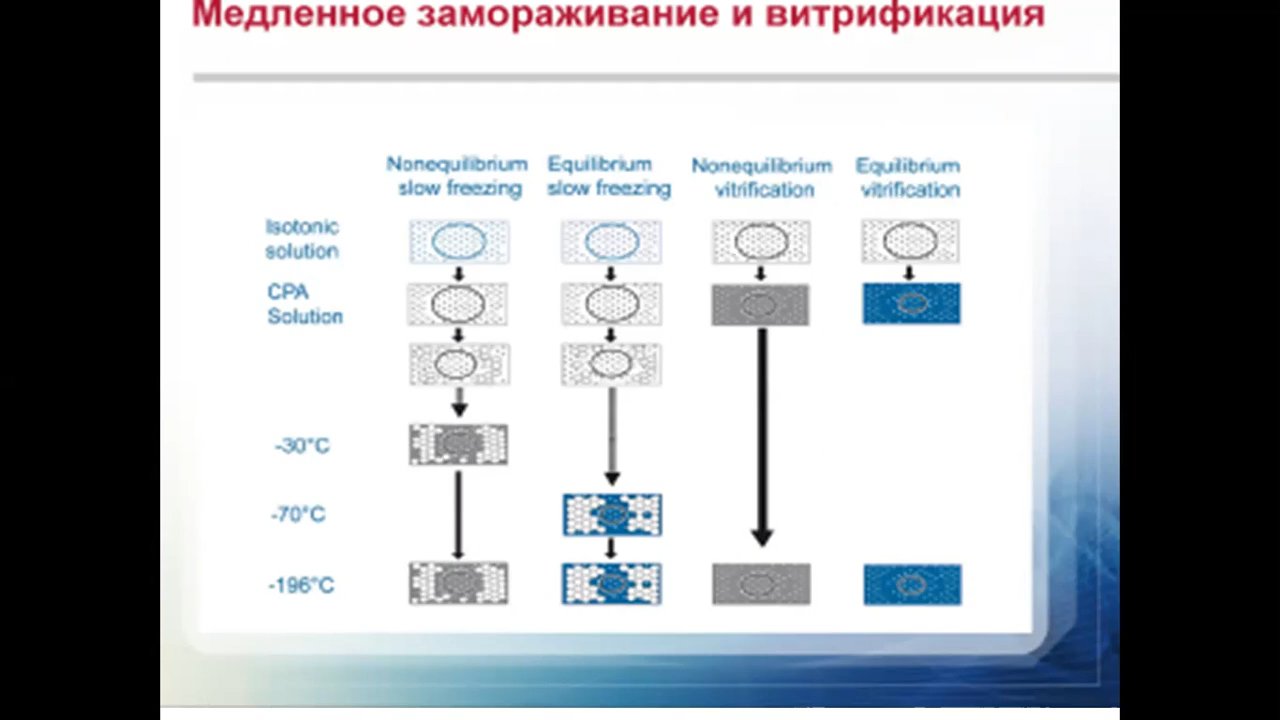 Медленное замораживание и витрификация
Nonequilibrium slow freezing
Equilibrium slow freezing
Nonequilibrium vitrification
Equilibrium vitrification
Isotonic solution
CPA Solution
-30°C
-70°C
-196°C